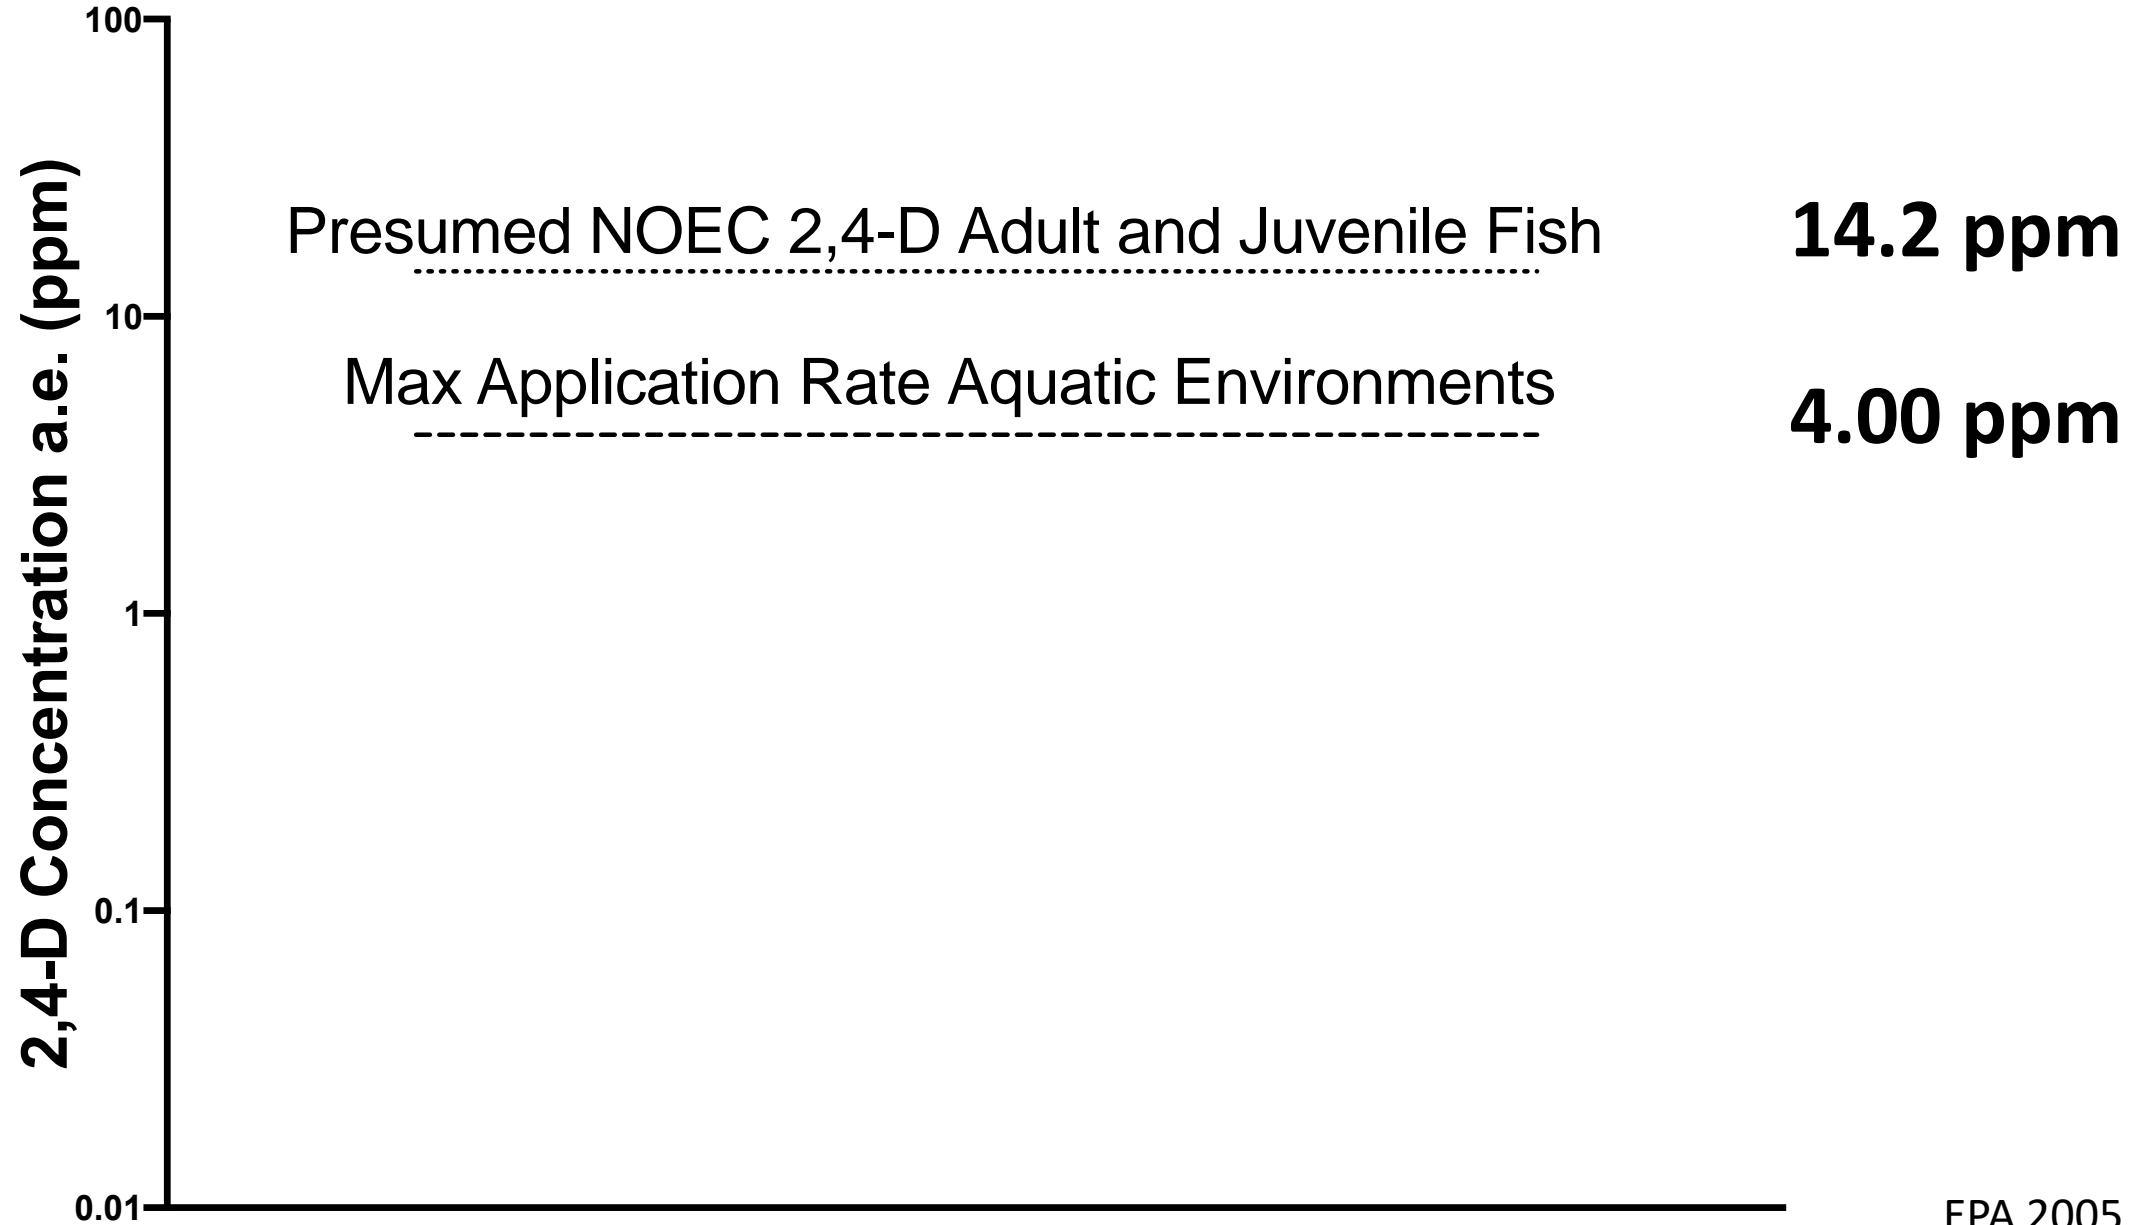 100
Presumed NOEC 2,4-D Adult and Juvenile Fish
14.2 ppm
10
Max Application Rate Aquatic Environments
4.00 ppm
2,4-D Concentration a.e. (ppm)
1
0.1
0.01
EPA 2005